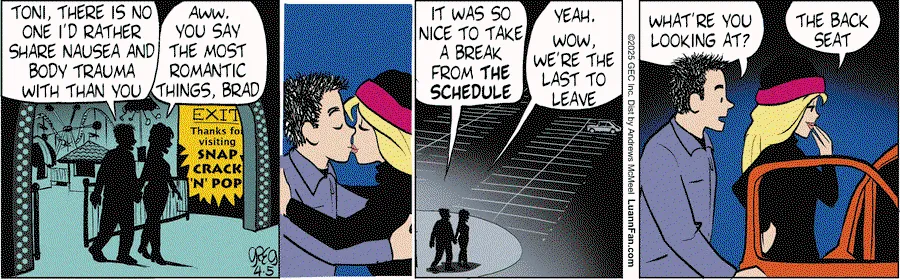 TONI, THERE IS NO
ONE I'D RATHER
SHARE NAUSEA AND
BODY TRAUMA
WITH THAN YOU
AWW.
YOU SAY
THE MOST
ROMANTIC
THINGS, BRAD
EXIT
Thanks for
visiting
SNAP
CRACK
'N' POP
GREG
4-5
IT WAS SO
NICE TO TAKE
A BREAK
FROM THE
SCHEDULE
YEAH.
WOW,
WE'RE THE
LAST TO
LEAVE
©2025 GEC Inc. Dist by Andrews McMeel LuannFan.com
WHAT'RE YOU
LOOKING AT?
THE BACK
SEAT